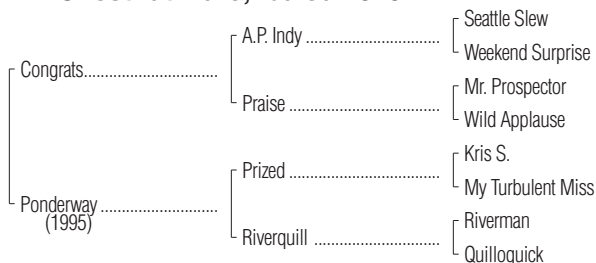 Seattle Slew
A.P. Indy ........................................
Weekend Surprise
Congrats........................................
Mr. Prospector
Praise .............................................
Wild Applause
Kris S.
Prized .............................................
My Turbulent Miss
Ponderway ...................................
(1995)
Riverman
Riverquill .....................................
Quilloquick